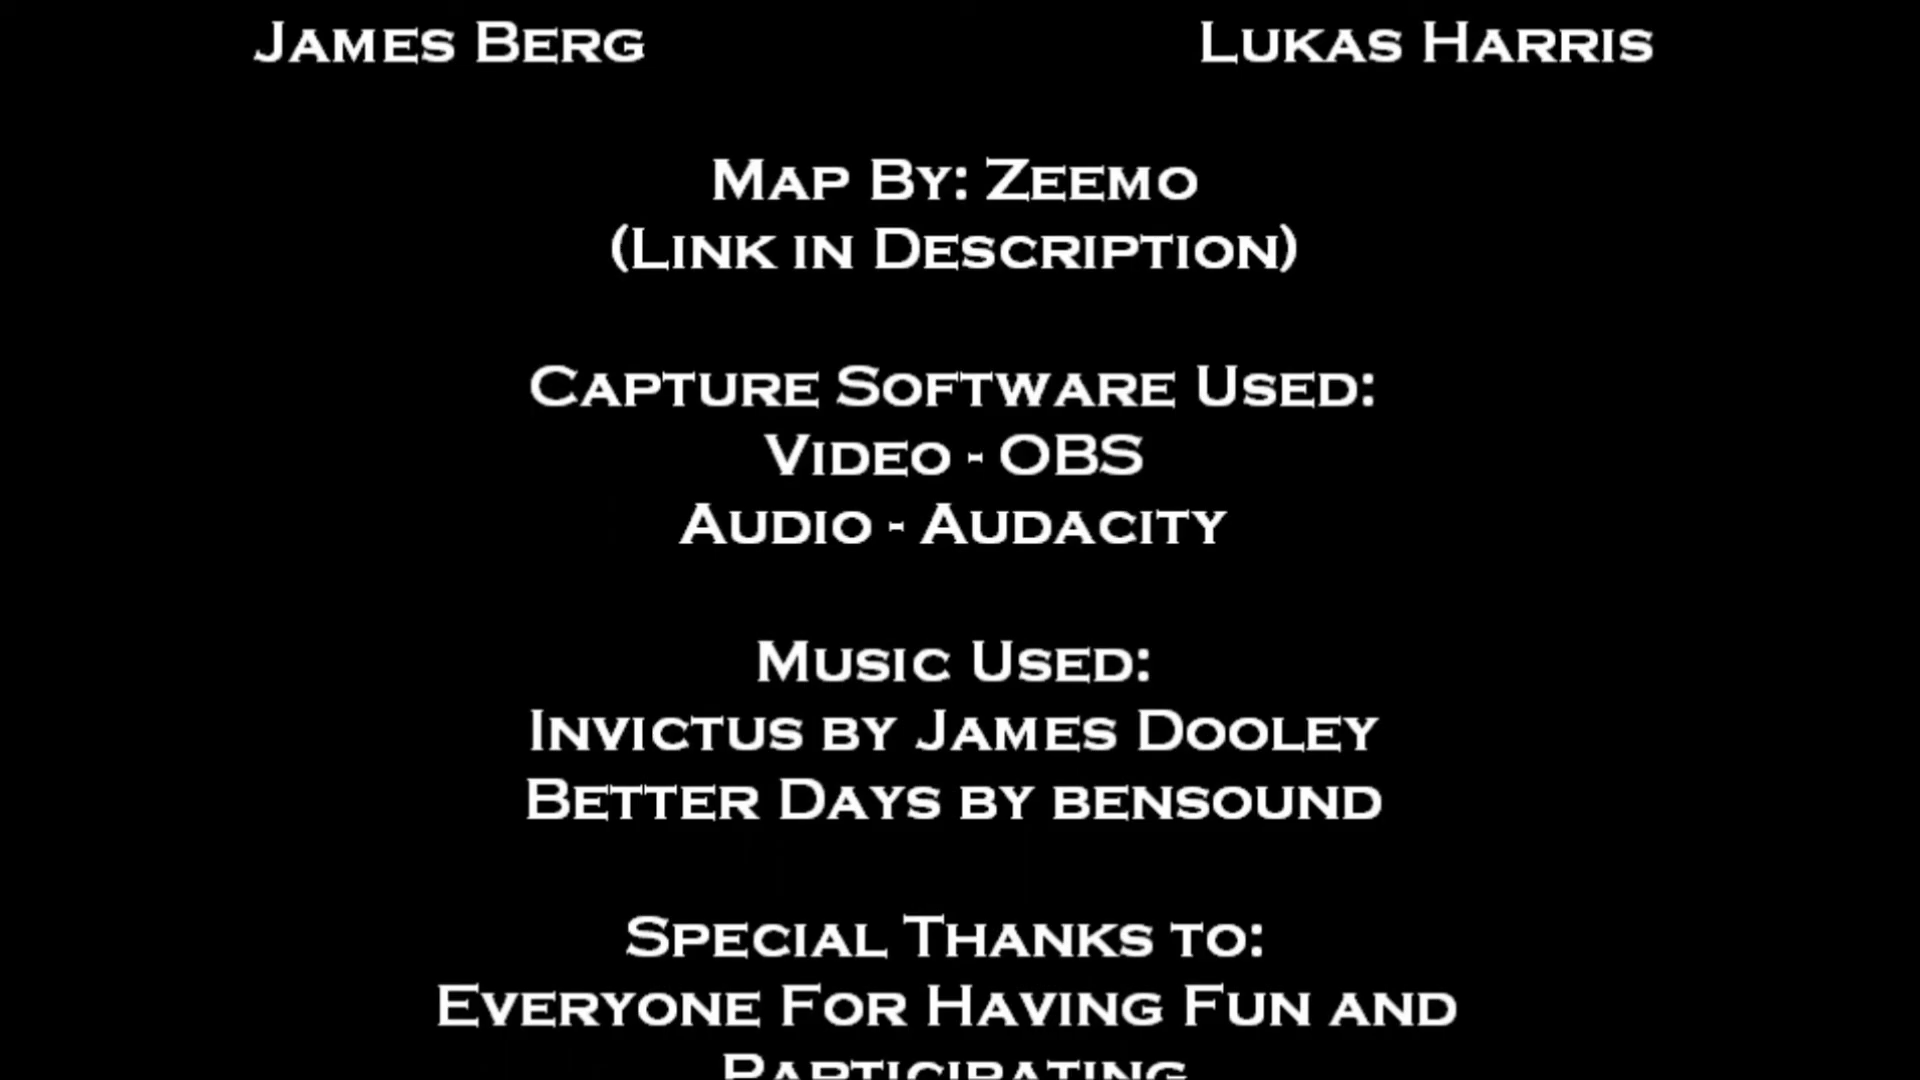 James Berg Lukas Harris
Map By: Zeemo
(Link in Description)
Capture Software Used:
Video - OBS
Audio - Audacity
Music Used:
Invictus by James Dooley
Better Days by bensound
Special Thanks to:
Everyone For Having Fun and
Participating